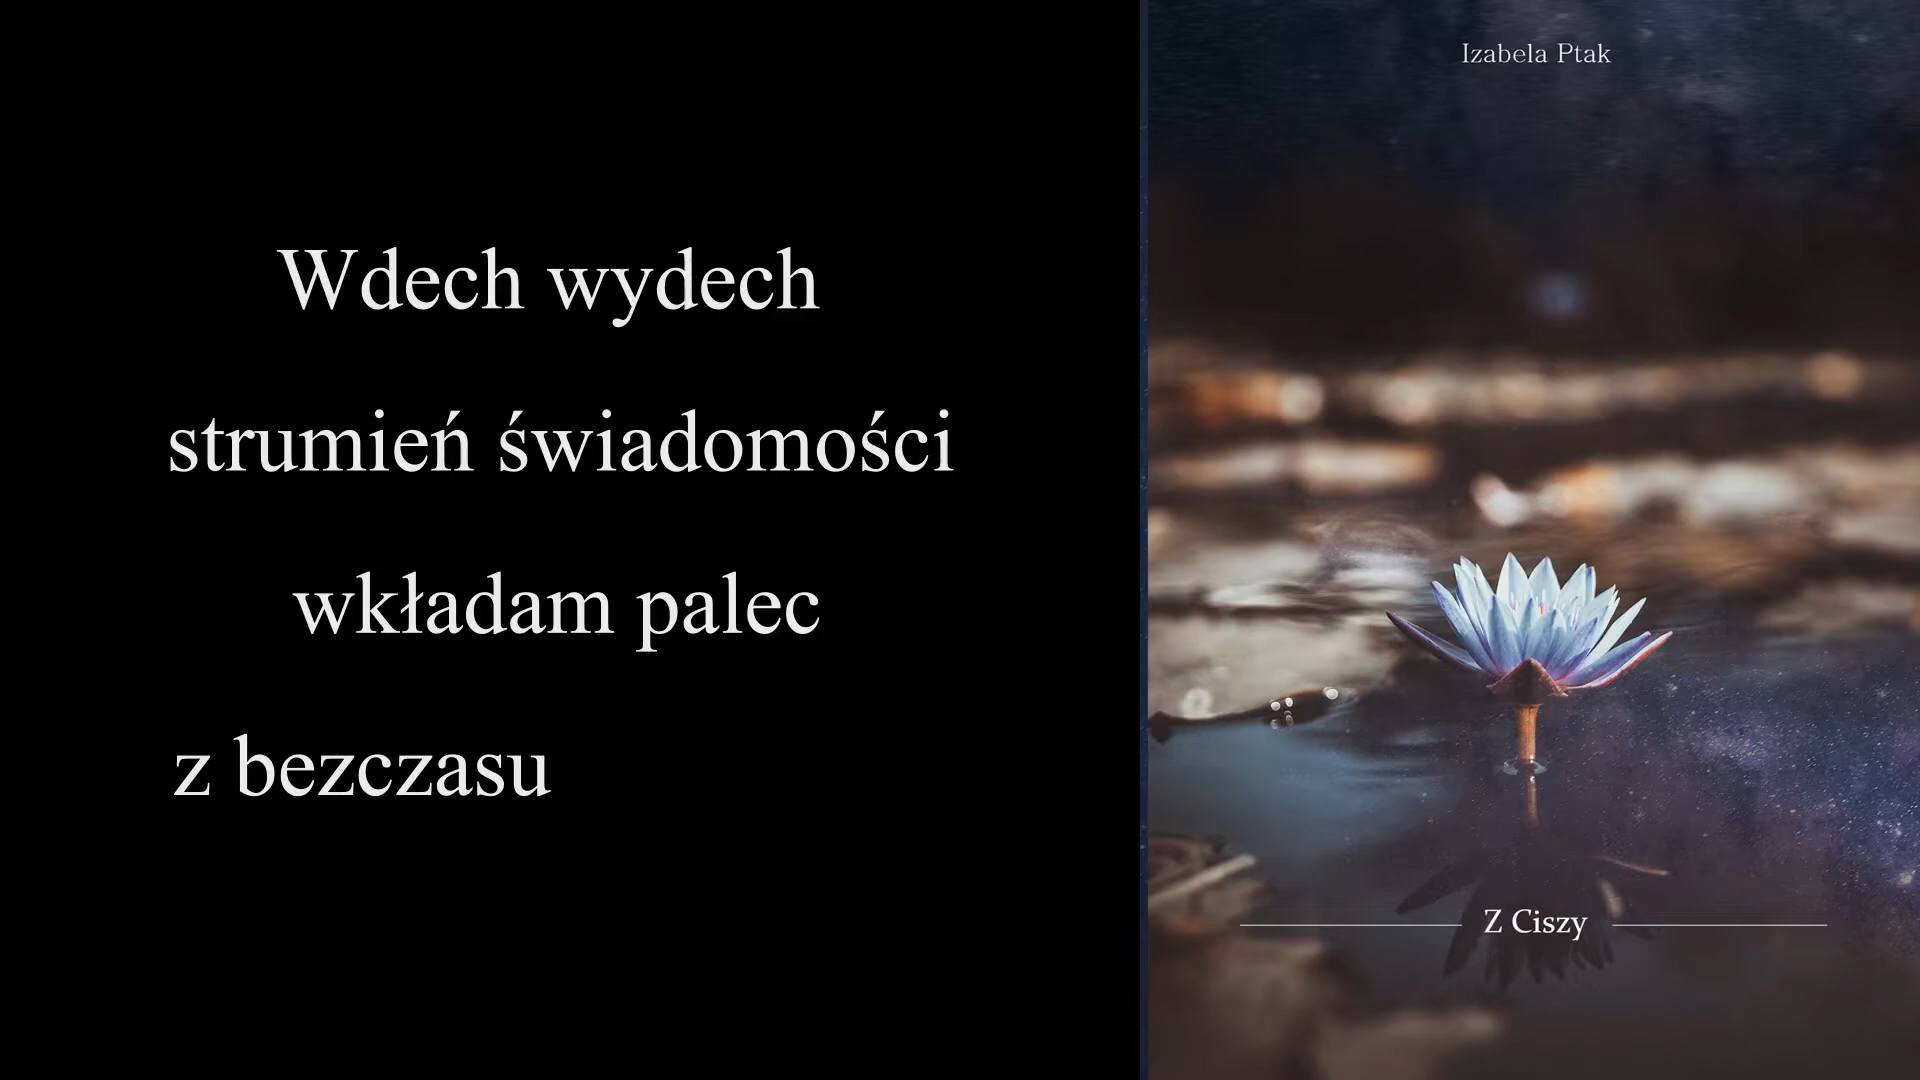 Wdech wydech
strumień świadomości
wkładam palec
z bezczasu
Izabela Ptak
Z Ciszy